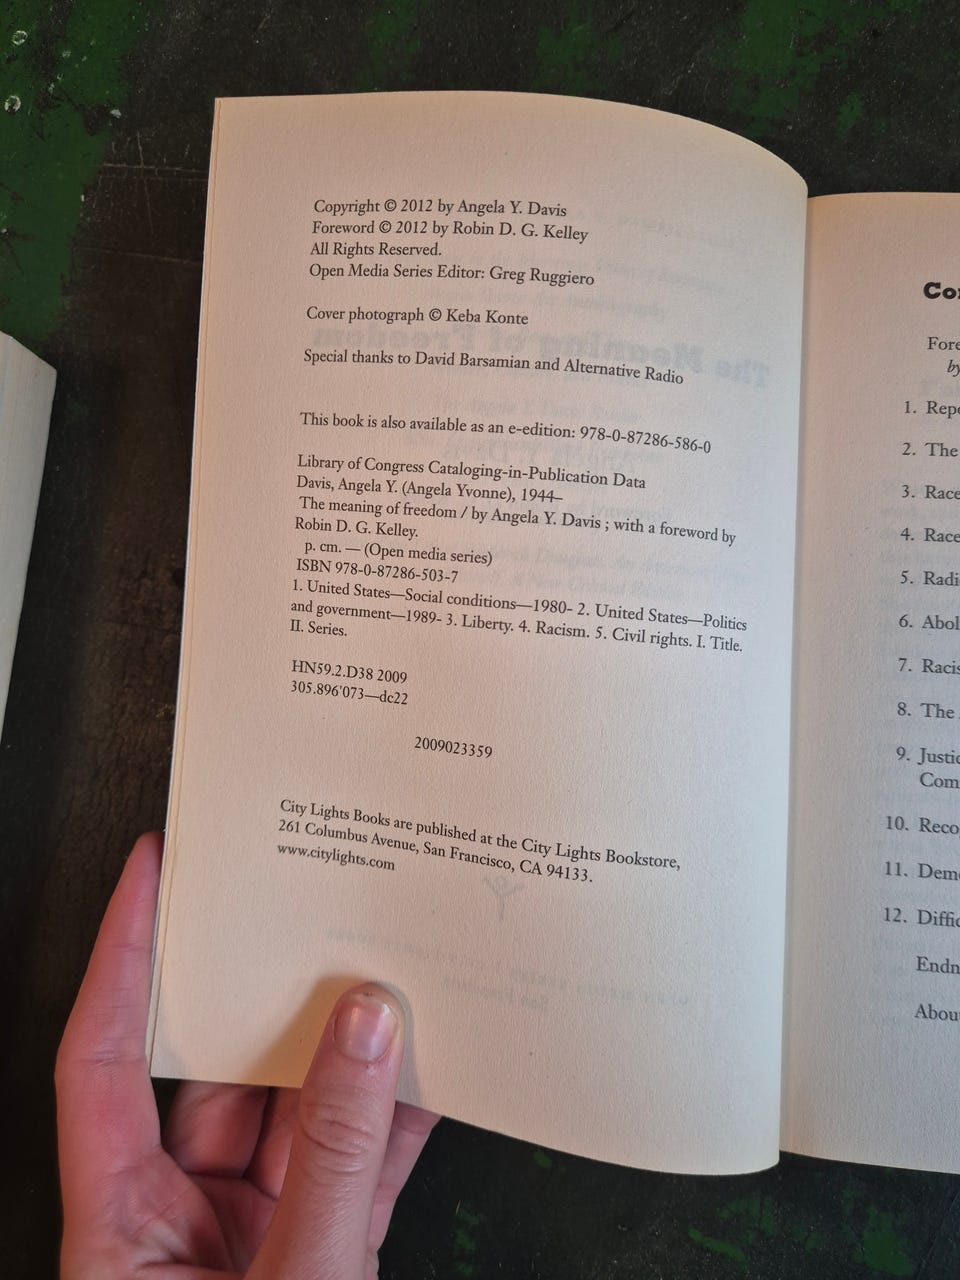 Copyright © 2012 by Angela Y. Davis
Foreword © 2012 by Robin D. G. Kelley
All Rights Reserved.
Open Media Series Editor: Greg Ruggiero
Cover photograph © Keba Konte
Special thanks to David Barsamian and Alternative Radio
This book is also available as an e-edition: 978-0-87286-586-0
Library of Congress Cataloging-in-Publication Data
Davis, Angela Y. (Angela Yvonne), 1944–
The meaning of freedom / by Angela Y. Davis ; with a foreword by
Robin D. G. Kelley.
p. cm. — (Open media series)
ISBN 978-0-87286-503-7
1. United States—Social conditions—1980- 2. United States—Politics
and government—1989- 3. Liberty. 4. Racism. 5. Civil rights. I. Title.
II. Series.
HN59.2.D38 2009
305.896'073—dc22
2009023359
City Lights Books are published at the City Lights Bookstore,
261 Columbus Avenue, San Francisco, CA 94133.
www.citylights.com
Co
Fore
by
1. Rep
2. The
3. Race
4. Race
5. Radi
6. Abol
7. Racis
8. The
9. Justi
Com
10. Reco
11. Dem
12. Diffi
Endn
Abou